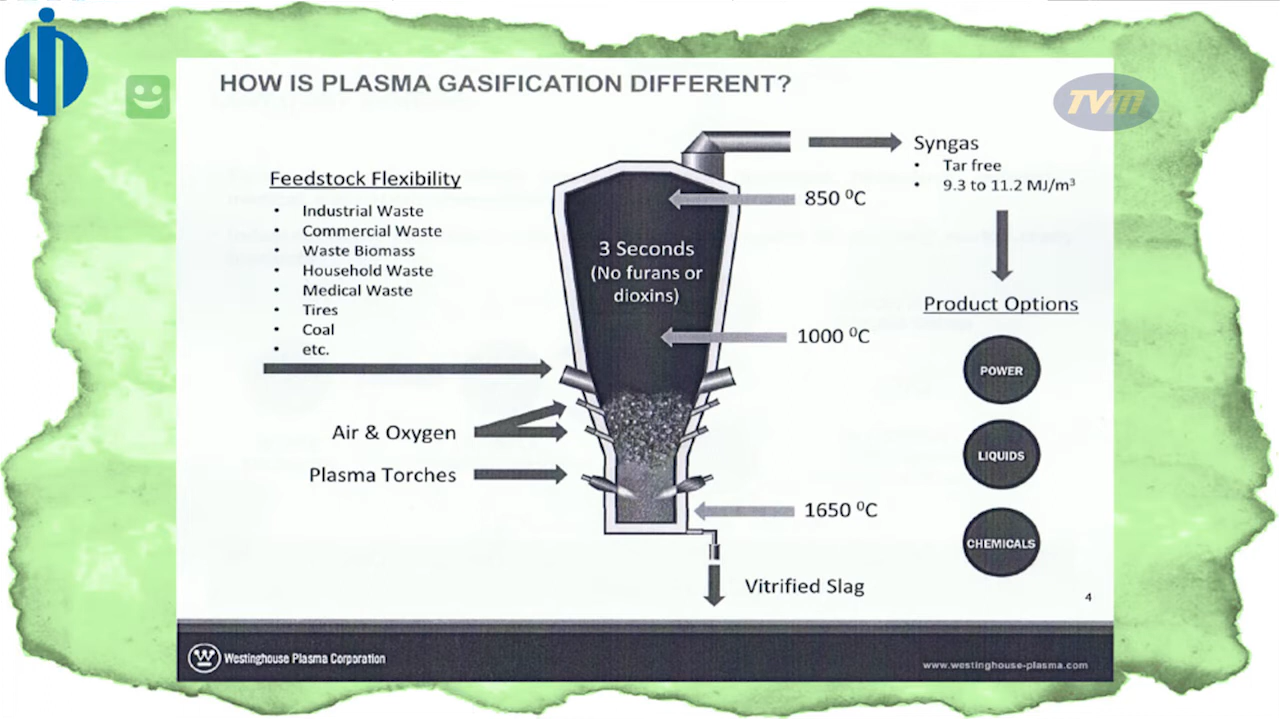 HOW IS PLASMA GASIFICATION DIFFERENT?
TVM
Feedstock Flexibility
• Industrial Waste
• Commercial Waste
• Waste Biomass
• Household Waste
• Medical Waste
• Tires
• Coal
• etc.
Air & Oxygen
Plasma Torches
3 Seconds
(No furans or
dioxins)
850 ⁰C
1000 ⁰C
1650 ⁰C
Vitrified Slag
Syngas
• Tar free
• 9.3 to 11.2 MJ/m³
Product Options
POWER
LIQUIDS
CHEMICALS
4
Westinghouse Plasma Corporation
www.westinghouse-plasma.com